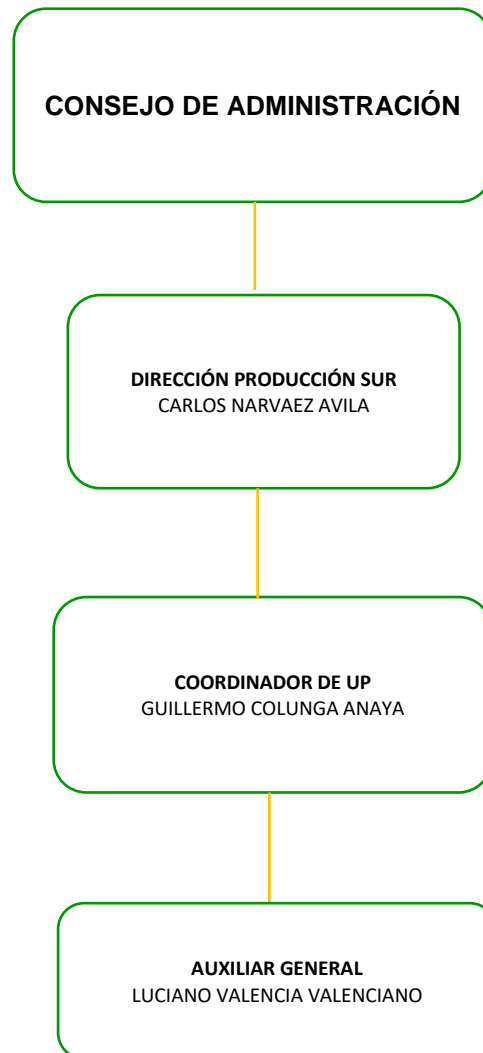 CONSEJO DE ADMINISTRACIÓN
DIRECCIÓN PRODUCCIÓN SUR
CARLOS NARVAEZ AVILA
COORDINADOR DE UP
GUILLERMO COLUNGA ANAYA
AUXILIAR GENERAL
LUCIANO VALENCIA VALENCIANO